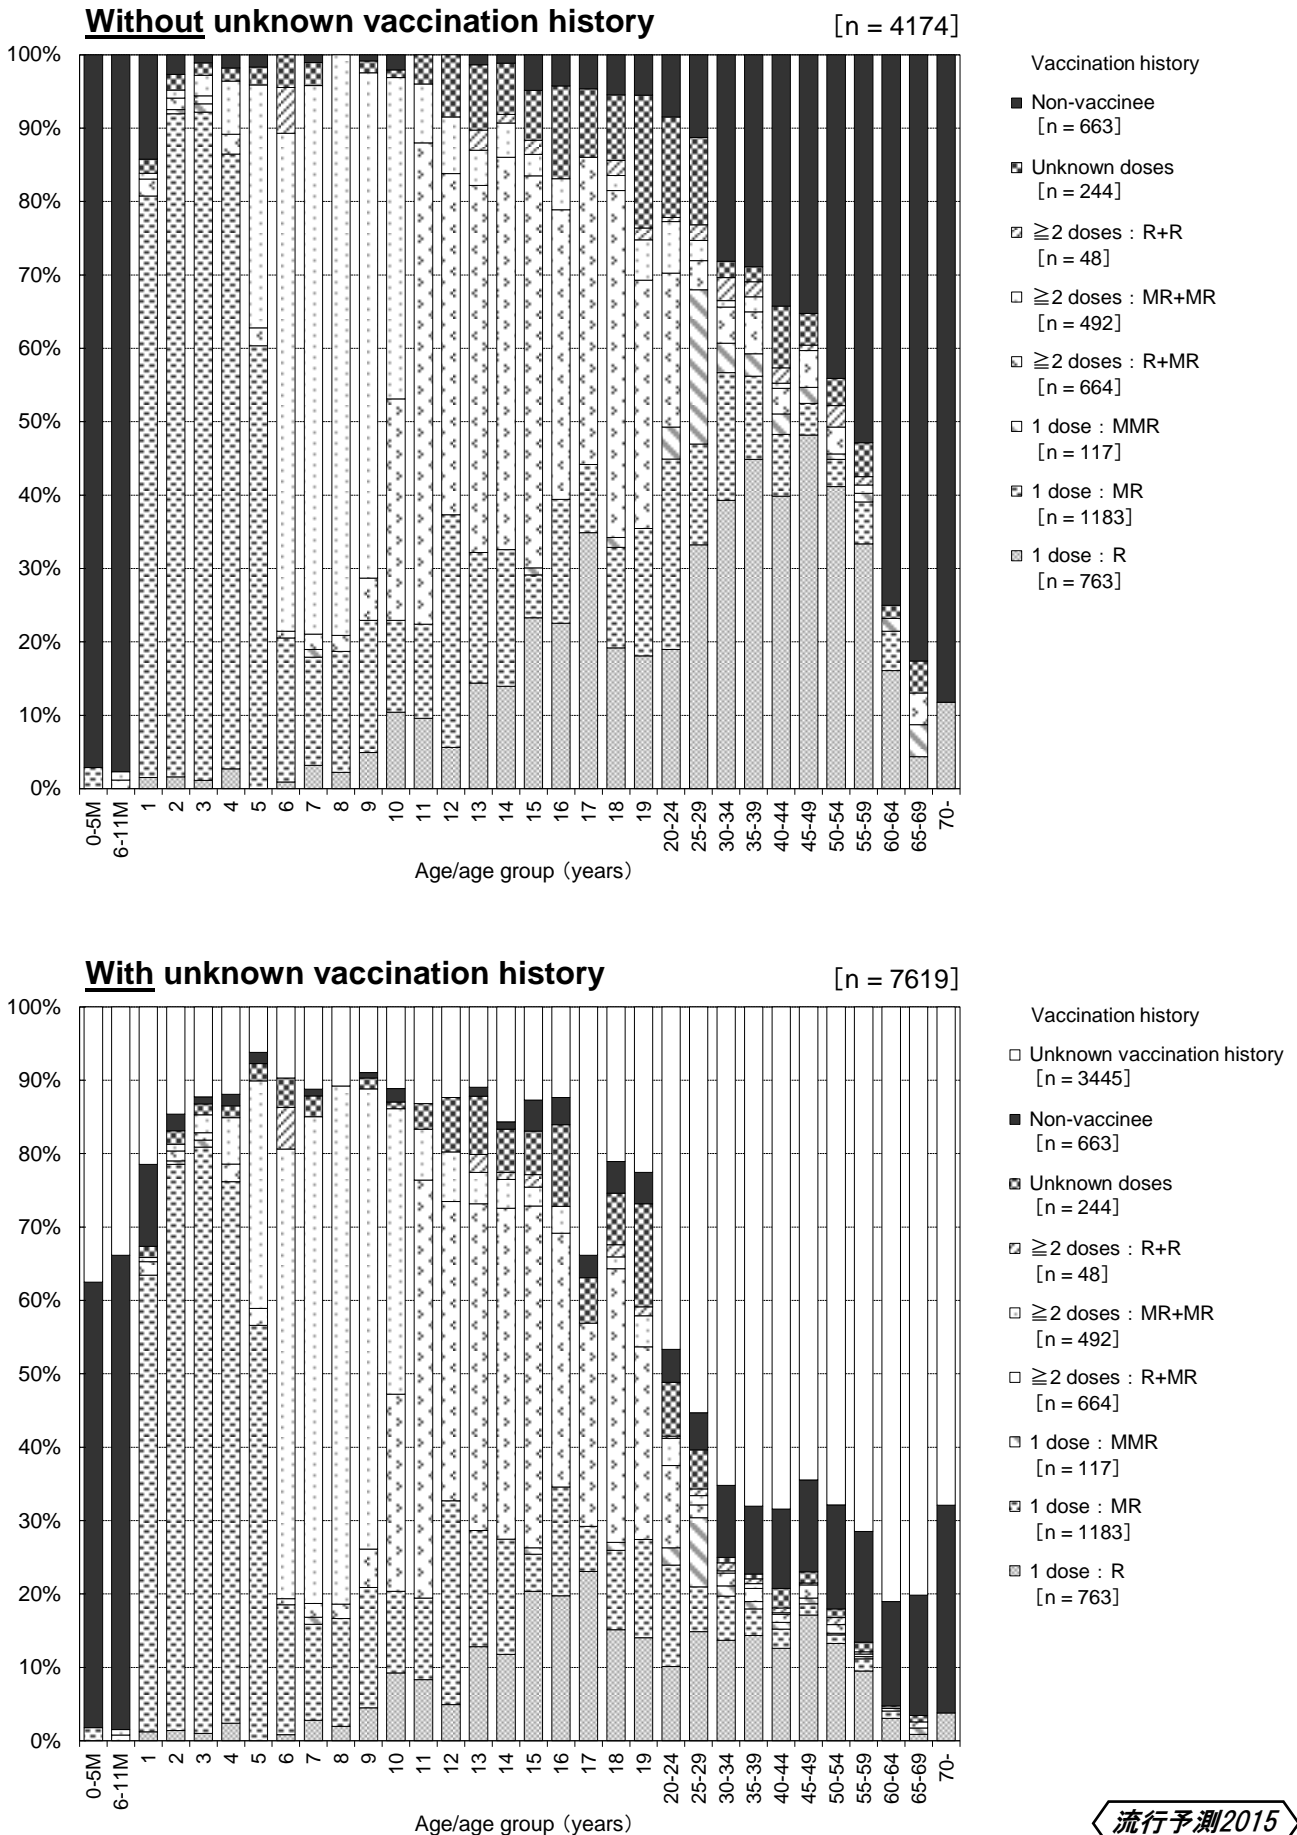 Without unknown vaccination history
［n = 4174］
100%
90%
80%
70%
60%
50%
40%
30%
20%
10%
0%
0-5M
6-11M
1
2
3
4
5
6
7
8
9
10
11
12
13
14
15
16
17
18
19
20-24
25-29
30-34
35-39
40-44
45-49
50-54
55-59
60-64
65-69
70-
Age/age group（years）
Vaccination history
Non-vaccinee
［n = 663］
Unknown doses
［n = 244］
≧2 doses：R+R
［n = 48］
≧2 doses：MR+MR
［n = 492］
≧2 doses：R+MR
［n = 664］
1 dose：MMR
［n = 117］
1 dose：MR
［n = 1183］
1 dose：R
［n = 763］
With unknown vaccination history
［n = 7619］
100%
90%
80%
70%
60%
50%
40%
30%
20%
10%
0%
0-5M
6-11M
1
2
3
4
5
6
7
8
9
10
11
12
13
14
15
16
17
18
19
20-24
25-29
30-34
35-39
40-44
45-49
50-54
55-59
60-64
65-69
70-
Age/age group（years）
Vaccination history
Unknown vaccination history
［n = 3445］
Non-vaccinee
［n = 663］
Unknown doses
［n = 244］
≧2 doses：R+R
［n = 48］
≧2 doses：MR+MR
［n = 492］
≧2 doses：R+MR
［n = 664］
1 dose：MMR
［n = 117］
1 dose：MR
［n = 1183］
1 dose：R
［n = 763］
流行予測2015